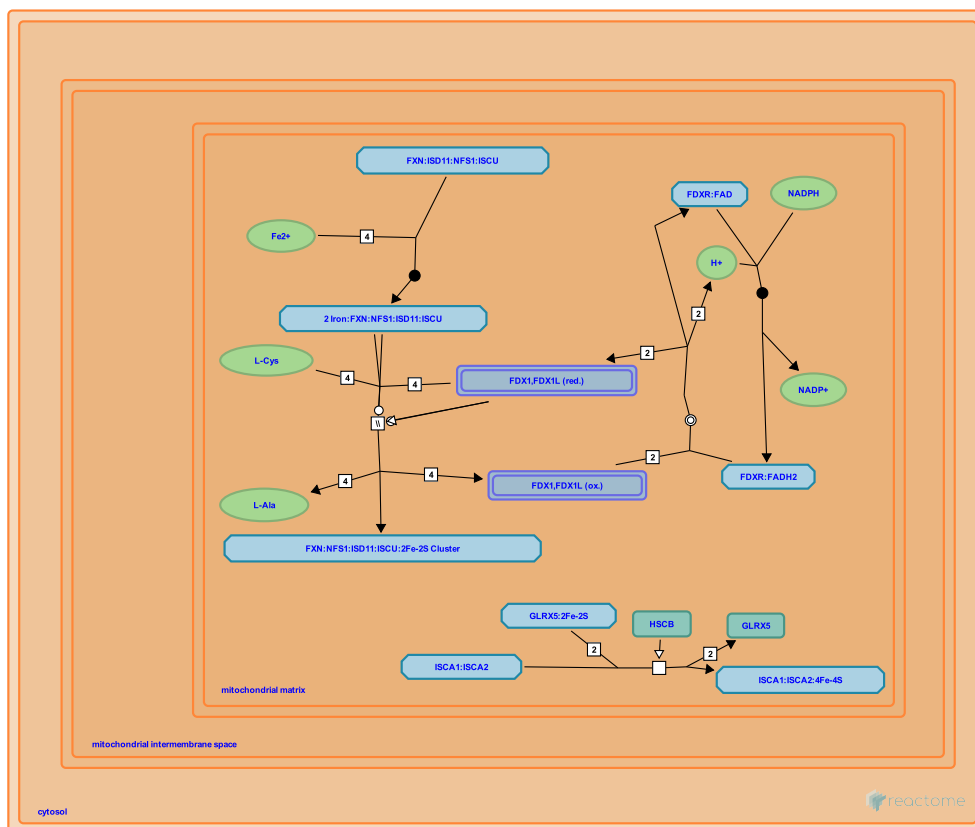 FXN:ISD11:NFS1:ISCU
FDXR:FAD
NADPH
Fe2+
4
H+
2
2 Iron:FXN:NFS1:ISD11:ISCU
L-Cys
4
4
2
FDX1,FDX1L (red.)
NADP+
\\
2
4
4
L-Ala
FDX1,FDX1L (ox.)
FDXR:FADH2
FXN:NFS1:ISD11:ISCU:2Fe-2S Cluster
GLRX5:2Fe-2S
HSCB
GLRX5
2
2
ISCA1:ISCA2
ISCA1:ISCA2:4Fe-4S
mitochondrial matrix
mitochondrial intermembrane space
cytosol
reactome